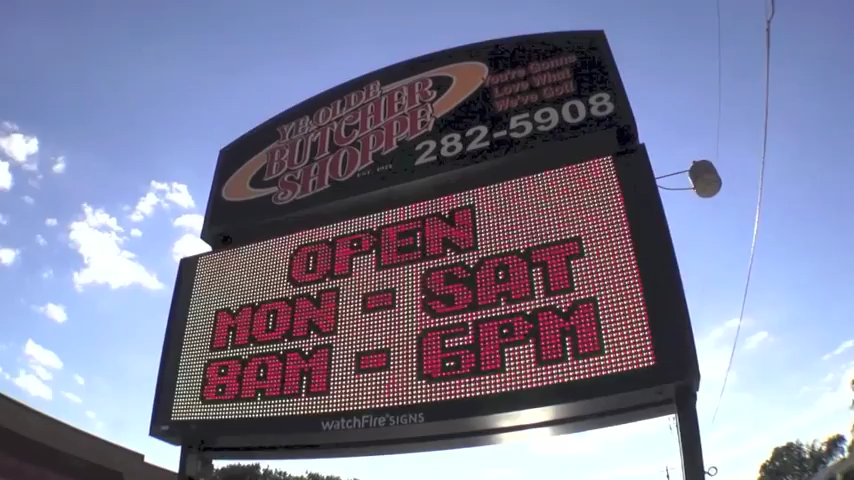 YE OLDE
BUTCHER
SHOPPE
You're Gonna
Love What
We've Got!
282-5908
OPEN
MON - SAT
8AM - 6PM
watchFire SIGNS